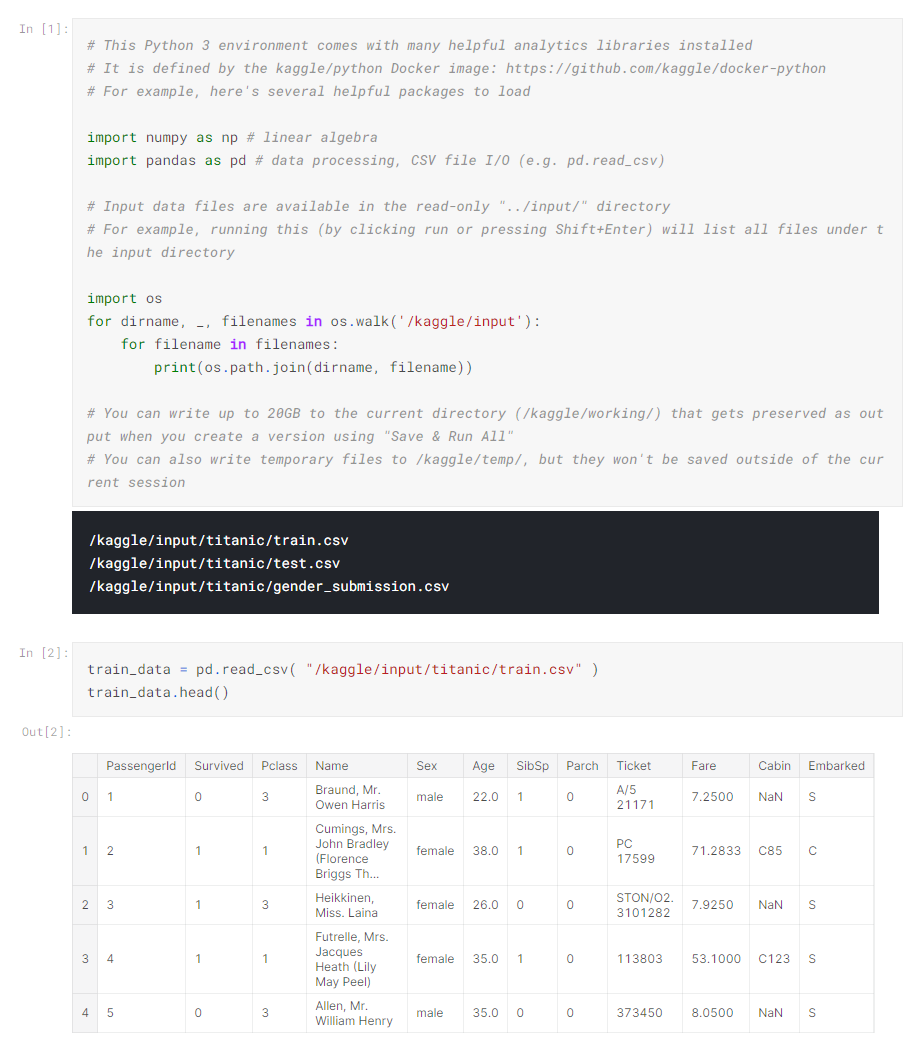 In [1]:
# This Python 3 environment comes with many helpful analytics libraries installed
# It is defined by the kaggle/python Docker image: https://github.com/kaggle/docker-python
# For example, here's several helpful packages to load
import numpy as np # linear algebra
import pandas as pd # data processing, CSV file I/O (e.g. pd.read_csv)
# Input data files are available in the read-only "../input/" directory
# For example, running this (by clicking run or pressing Shift+Enter) will list all files under t
he input directory
import os
for dirname, _, filenames in os.walk('/kaggle/input'):
    for filename in filenames:
        print(os.path.join(dirname, filename))
# You can write up to 20GB to the current directory (/kaggle/working/) that gets preserved as out
put when you create a version using "Save & Run All"
# You can also write temporary files to /kaggle/temp/, but they won't be saved outside of the cur
rent session
/kaggle/input/titanic/train.csv
/kaggle/input/titanic/test.csv
/kaggle/input/titanic/gender_submission.csv
In [2]:
train_data = pd.read_csv( "/kaggle/input/titanic/train.csv" )
train_data.head()
Out[2]:
PassengerId Survived Pclass Name Sex Age SibSp Parch Ticket Fare Cabin Embarked
0 1 0 3 Braund, Mr. Owen Harris male 22.0 1 0 A/5 21171 7.2500 NaN S
1 2 1 1 Cumings, Mrs. John Bradley (Florence Briggs Th... female 38.0 1 0 PC 17599 71.2833 C85 C
2 3 1 3 Heikkinen, Miss. Laina female 26.0 0 0 STON/O2. 3101282 7.9250 NaN S
3 4 1 1 Futrelle, Mrs. Jacques Heath (Lily May Peel) female 35.0 1 0 113803 53.1000 C123 S
4 5 0 3 Allen, Mr. William Henry male 35.0 0 0 373450 8.0500 NaN S